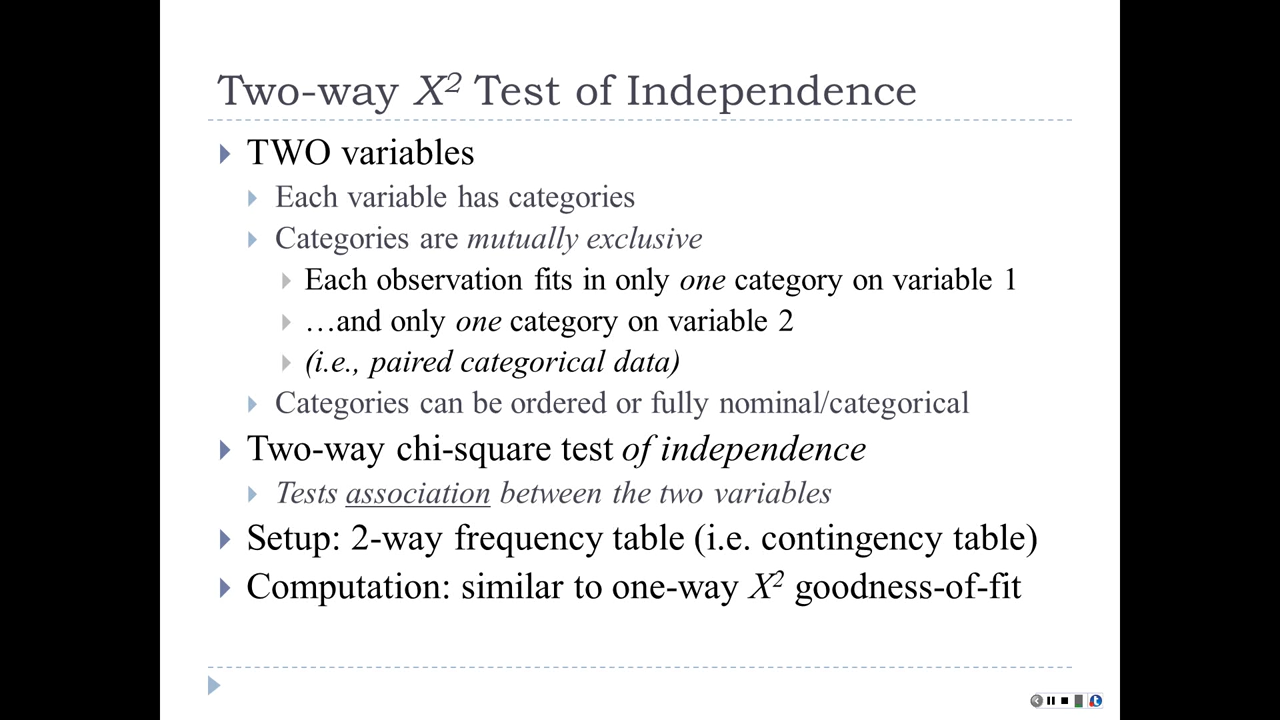 Two-way X² Test of Independence
TWO variables
Each variable has categories
Categories are mutually exclusive
Each observation fits in only one category on variable 1
…and only one category on variable 2
(i.e., paired categorical data)
Categories can be ordered or fully nominal/categorical
Two-way chi-square test of independence
Tests association between the two variables
Setup: 2-way frequency table (i.e. contingency table)
Computation: similar to one-way X² goodness-of-fit